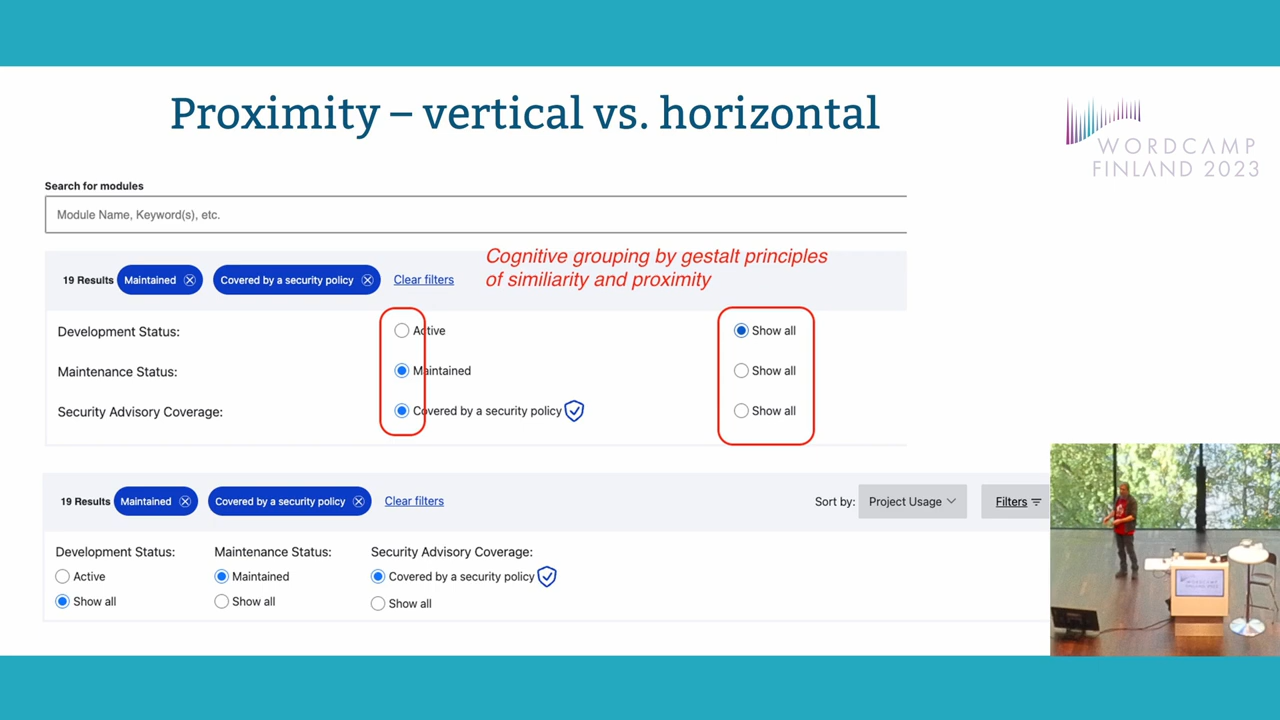 Proximity – vertical vs. horizontal
WORDCAMP
FINLAND 2023
Search for modules
Module Name, Keyword(s), etc.
Cognitive grouping by gestalt principles
of similiarity and proximity
19 Results Maintained Covered by a security policy Clear filters
Development Status: Active Show all
Maintenance Status: Maintained Show all
Security Advisory Coverage: Covered by a security policy Show all
19 Results Maintained Covered by a security policy Clear filters Sort by: Project Usage Filters
Development Status: Maintenance Status: Security Advisory Coverage:
Active Maintained Covered by a security policy
Show all Show all Show all
WORDCAMP